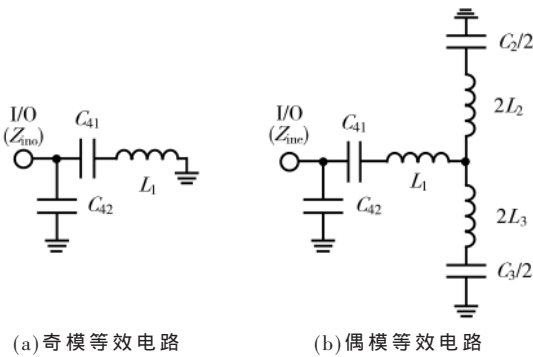 I/O
(Zino)
C41
L1
C42
(a)奇模等效电路
C2/2
2L2
I/O
(Zine)
C41
L1
C42
2L3
C3/2
(b)偶模等效电路